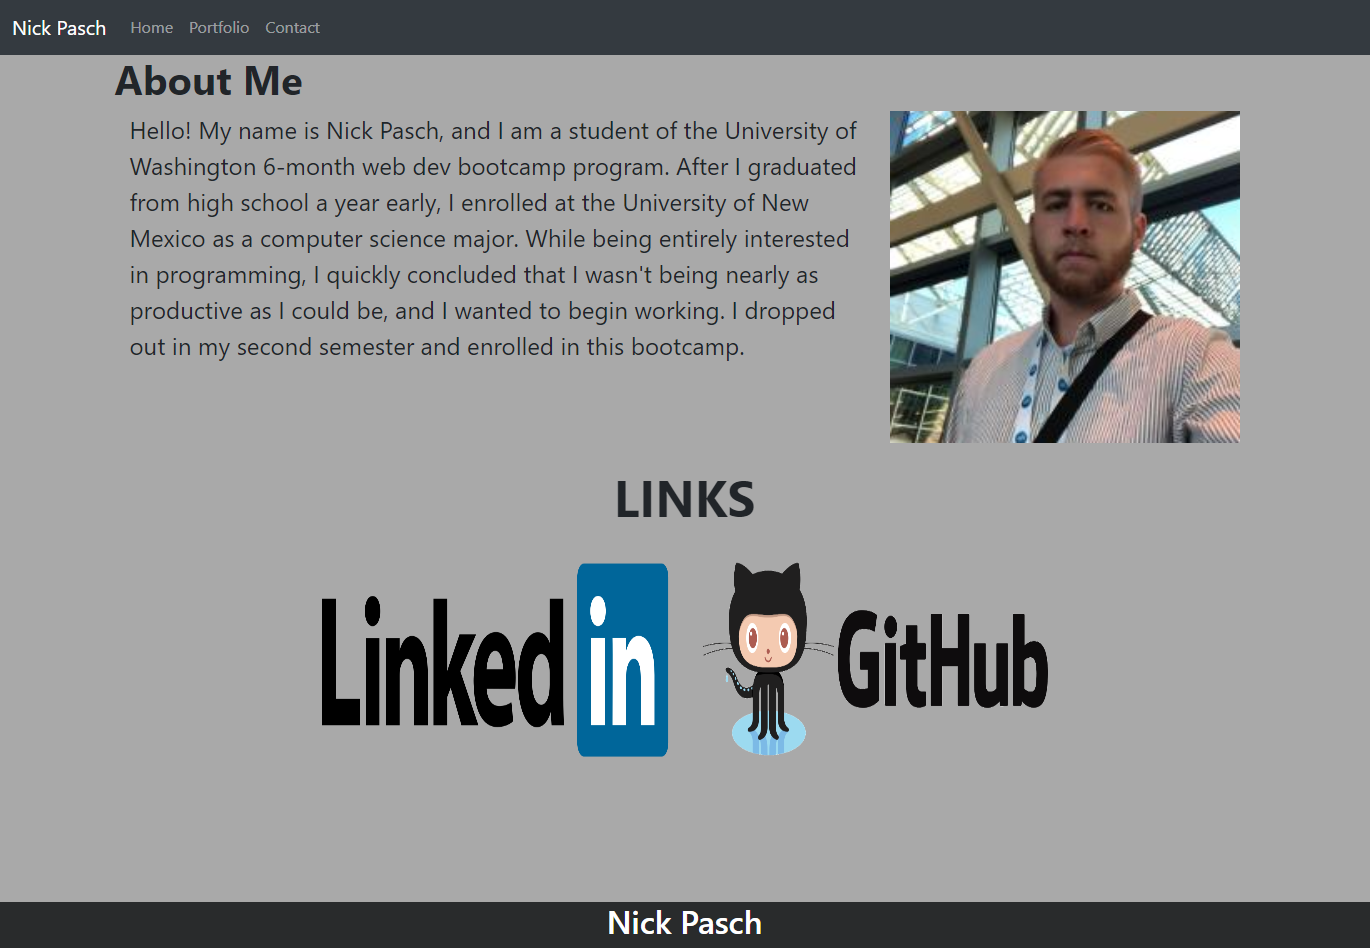 Nick Pasch Home Portfolio Contact
About Me
Hello! My name is Nick Pasch, and I am a student of the University of
Washington 6-month web dev bootcamp program. After I graduated
from high school a year early, I enrolled at the University of New
Mexico as a computer science major. While being entirely interested
in programming, I quickly concluded that I wasn't being nearly as
productive as I could be, and I wanted to begin working. I dropped
out in my second semester and enrolled in this bootcamp.
LINKS
Linked in GitHub
Nick Pasch